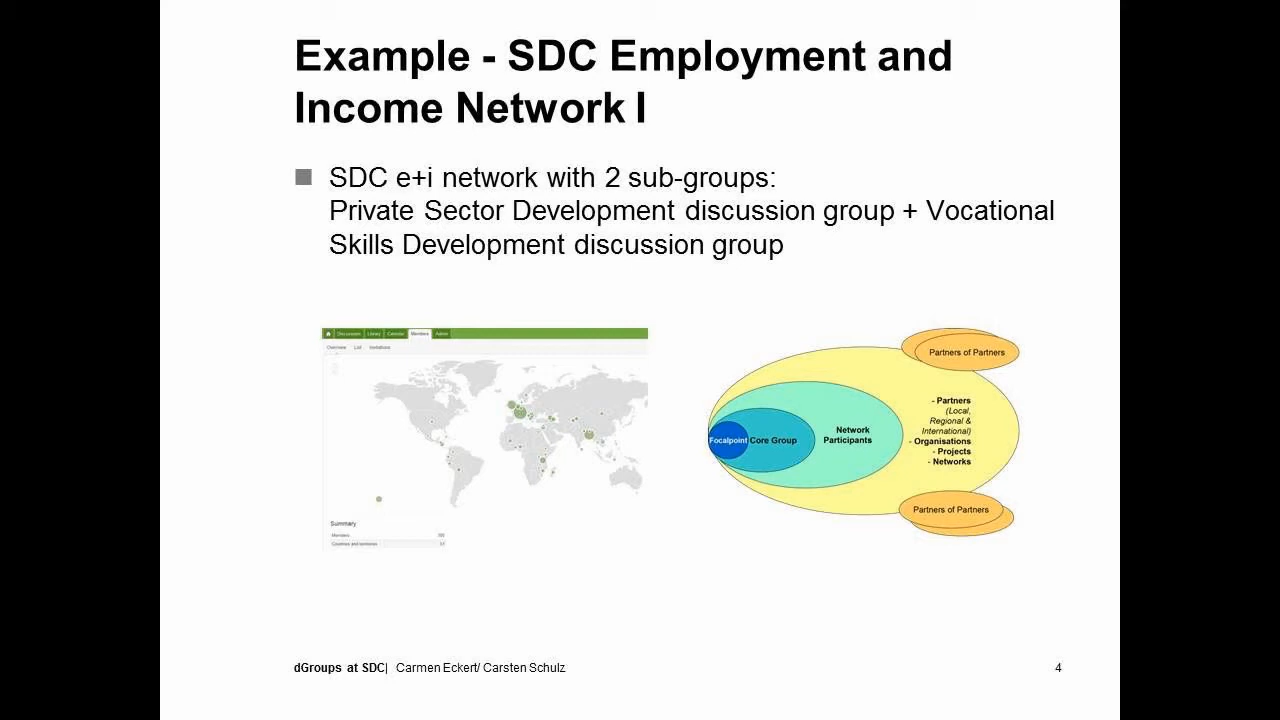 Example - SDC Employment and
Income Network I
SDC e+i network with 2 sub-groups:
Private Sector Development discussion group + Vocational
Skills Development discussion group
Discussions Library Calendar Members Admin
Overview List Invitations
Summary
Members
Countries and territories
Partners of Partners
- Partners
(Local,
Regional &
International)
- Organisations
- Projects
- Networks
Network
Participants
Focalpoint Core Group
Partners of Partners
dGroups at SDC| Carmen Eckert/ Carsten Schulz
4